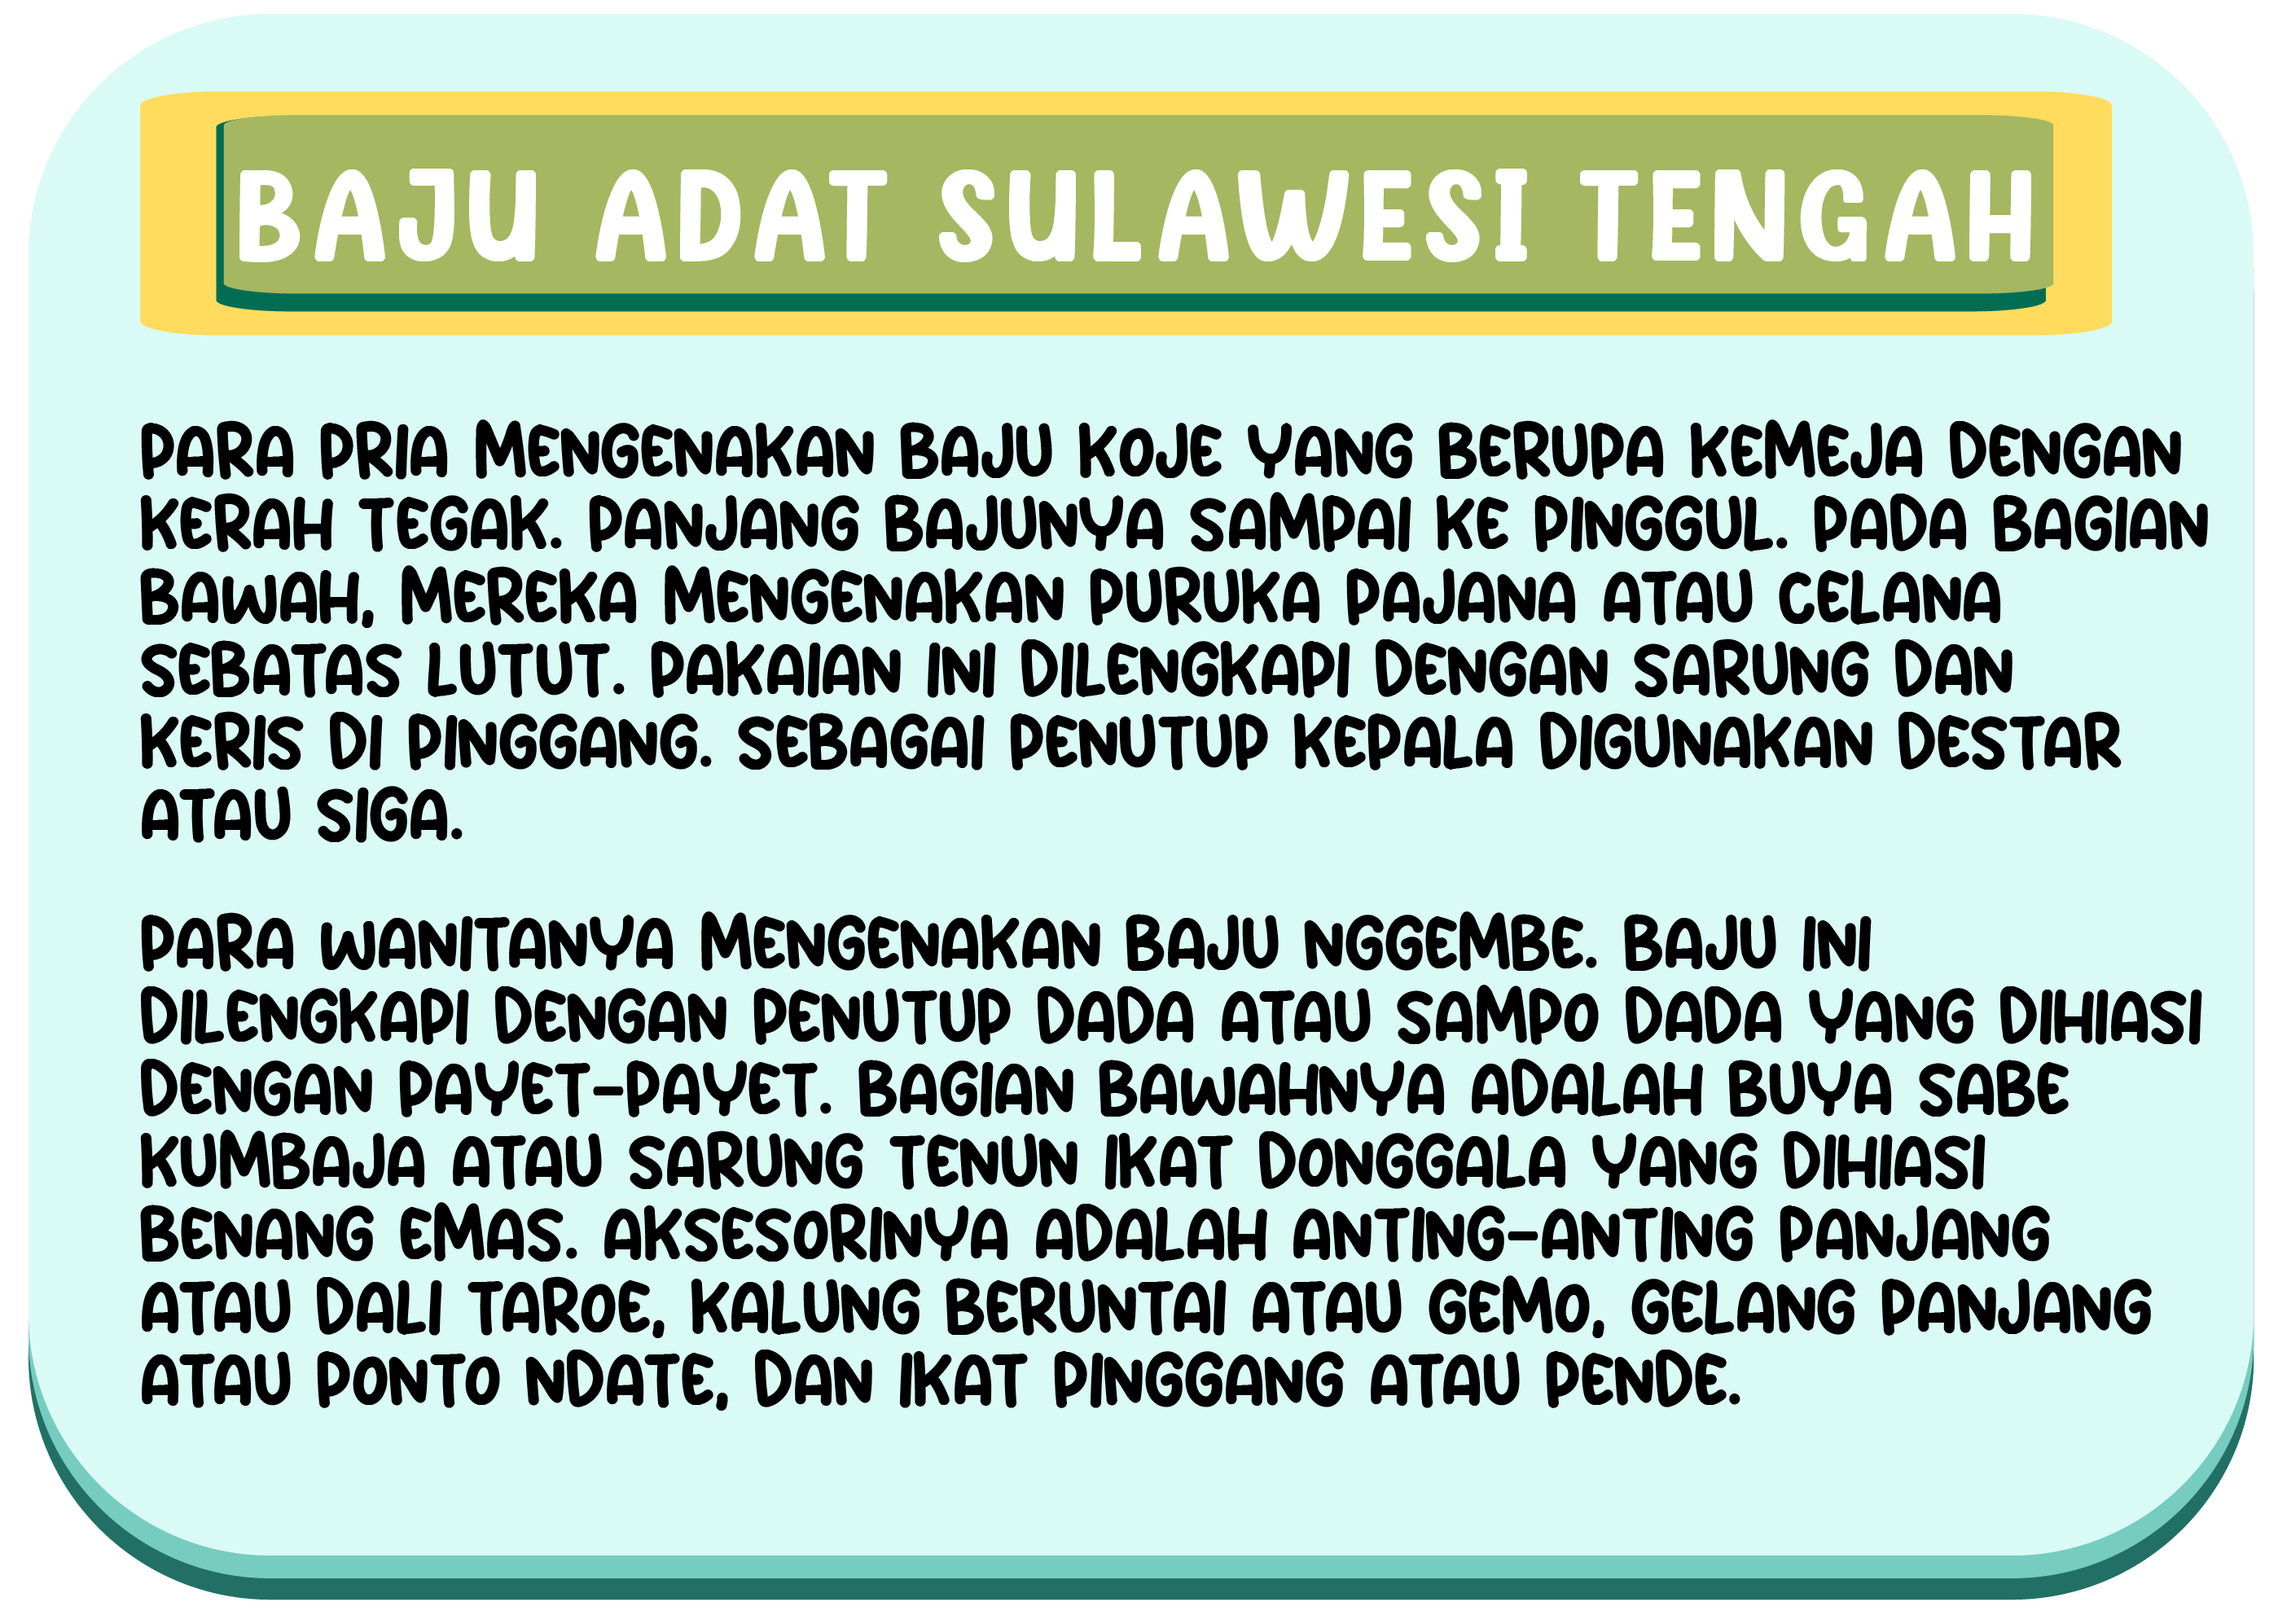 BAJU ADAT SULAWESI TENGAH
PARA PRIA MENGENAKAN BAJU KOJE YANG BERUPA KEMEJA DENGAN
KERAH TEGAK. PANJANG BAJUNYA SAMPAI KE PINGGUL. PADA BAGIAN
BAWAH, MEREKA MENGENAKAN PURUKA PAJANA ATAU CELANA
SEBATAS LUTUT. PAKAIAN INI DILENGKAPI DENGAN SARUNG DAN
KERIS DI PINGGANG. SEBAGAI PENUTUP KEPALA DIGUNAKAN DESTAR
ATAU SIGA.
PARA WANITANYA MENGENAKAN BAJU NGGEMBE. BAJU INI
DILENGKAPI DENGAN PENUTUP DADA ATAU SAMPO DADA YANG DIHIASI
DENGAN PAYET-PAYET. BAGIAN BAWAHNYA ADALAH BUYA SABE
KUMBAJA ATAU SARUNG TENUN IKAT DONGGALA YANG DIHIASI
BENANG EMAS. AKSESORINYA ADALAH ANTING-ANTING PANJANG
ATAU DALI TAROE, KALUNG BERUNTAI ATAU GEMO, GELANG PANJANG
ATAU PONTO NDATE, DAN IKAT PINGGANG ATAU PENDE.